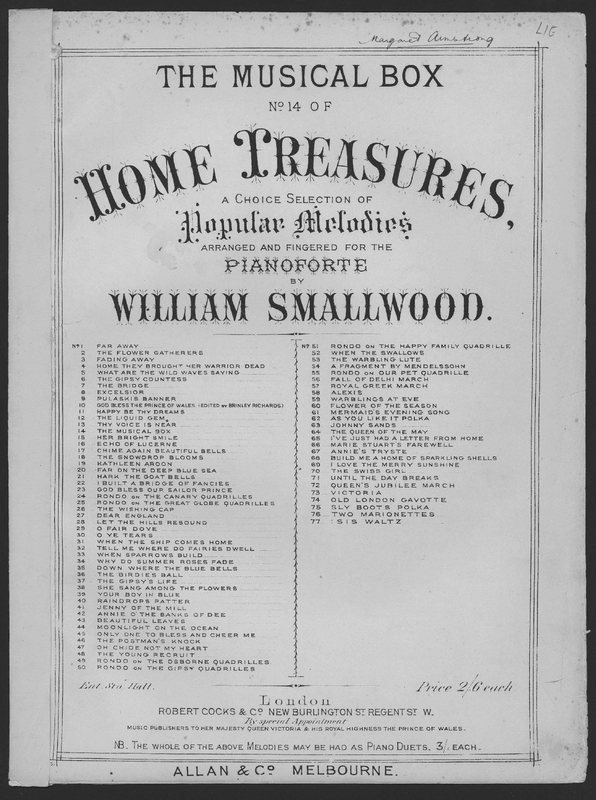 Margaret Armstrong
LIE
THE MUSICAL BOX
No. 14 OF
HOME TREASURES,
A CHOICE SELECTION OF
Popular Melodies
ARRANGED AND FINGERED FOR THE
PIANOFORTE
BY
WILLIAM SMALLWOOD.
No. 1 FAR AWAY
2 THE FLOWER GATHERERS
3 FADING AWAY
4 HOME THEY BROUGHT HER WARRIOR DEAD
5 WHAT ARE THE WILD WAVES SAYING
6 THE GIPSY COUNTESS
7 THE BRIDGE
8 EXCELSIOR
9 PULASKIS BANNER
10 GOD BLESS THE PRINCE OF WALES (EDITED BY BRINLEY RICHARDS)
11 HAPPY BE THY DREAMS
12 THE LIQUID GEM
13 THY VOICE IS NEAR
14 THE MUSICAL BOX
15 HER BRIGHT SMILE
16 ECHO OF LUCERNE
17 CHIME AGAIN BEAUTIFUL BELLS
18 THE SNOWDROP BLOOMS
19 KATHLEEN AROON
20 FAR ON THE DEEP BLUE SEA
21 HARK THE GOAT BELLS
22 I BUILT A BRIDGE OF FANCIES
23 GOD BLESS OUR SAILOR PRINCE
24 RONDO ON THE CANARY QUADRILLES
25 RONDO ON THE GREAT GLOBE QUADRILLES
26 THE WISHING CAP
27 DEAR ENGLAND
28 LET THE HILLS RESOUND
29 O FAIR DOVE
30 O YE TEARS
31 WHEN THE SHIP COMES HOME
32 TELL ME WHERE DO FAIRIES DWELL
33 WHEN SPARROWS BUILD
34 WHY DO SUMMER ROSES FADE
35 DOWN WHERE THE BLUE BELLS
36 THE BIRDIES BALL
37 THE GIPSY'S LIFE
38 SHE SANG AMONG THE FLOWERS
39 YOUR BOY IN BLUE
40 RAINDROPS PATTER
41 JENNY OF THE MILL
42 ANNIE O'THE BANKS OF DEE
43 BEAUTIFUL LEAVES
44 MOONLIGHT ON THE OCEAN
45 ONLY ONE TO BLESS AND CHEER ME
46 THE POSTMAN'S KNOCK
47 OH CHIDE NOT MY HEART
48 THE YOUNG RECRUIT
49 RONDO ON THE OSBORNE QUADRILLES
50 RONDO ON THE GIPSY QUADRILLES
No. 51 RONDO ON THE HAPPY FAMILY QUADRILLE
52 WHEN THE SWALLOWS
53 THE WARBLING LUTE
54 A FRAGMENT BY MENDELSSOHN
55 RONDO ON OUR PET QUADRILLE
56 FALL OF DELHI MARCH
57 ROYAL GREEK MARCH
58 ALEXIS
59 WARBLINGS AT EVE
60 FLOWER OF THE SEASON
61 MERMAID'S EVENING SONG
62 AS YOU LIKE IT POLKA
63 JOHNNY SANDS
64 THE QUEEN OF THE MAY
65 I'VE JUST HAD A LETTER FROM HOME
66 MARIE STUART'S FAREWELL
67 ANNIE'S TRYSTE
68 BUILD ME A HOME OF SPARKLING SHELLS
69 I LOVE THE MERRY SUNSHINE
70 THE SWISS GIRL
71 UNTIL THE DAY BREAKS
72 QUEEN'S JUBILEE MARCH
73 VICTORIA
74 OLD LONDON GAVOTTE
75 SLY BOOTS POLKA
76 TWO MARIONETTES
77 ISIS WALTZ
Ent. Sta. Hall.
Price 2/6 each
London
ROBERT COCKS & Co. NEW BURLINGTON ST. REGENT ST. W.
By special Appointment
MUSIC PUBLISHERS TO HER MAJESTY QUEEN VICTORIA & HIS ROYAL HIGHNESS THE PRINCE OF WALES.
NB. THE WHOLE OF THE ABOVE MELODIES MAY BE HAD AS PIANO DUETS. 3/. EACH.
ALLAN & Co. MELBOURNE.